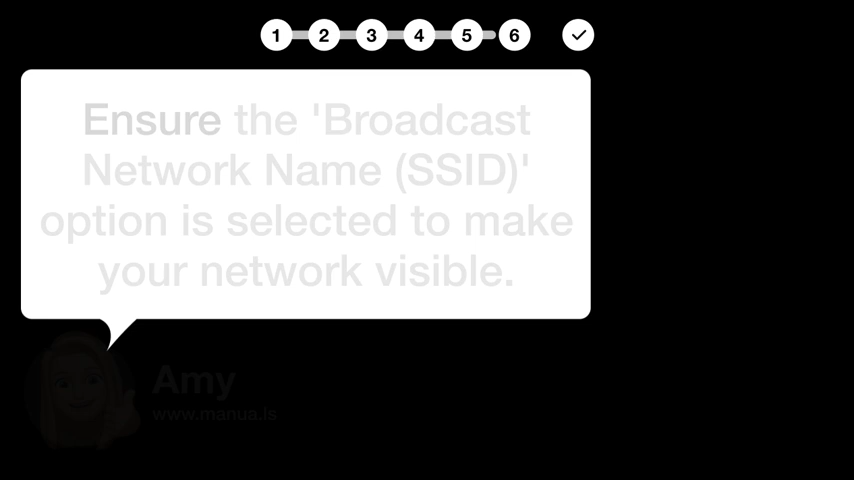 1 2 3 4 5 6
Ensure the 'Broadcast
Network Name (SSID)'
option is selected to make
your network visible.
Amy
www.manua.ls